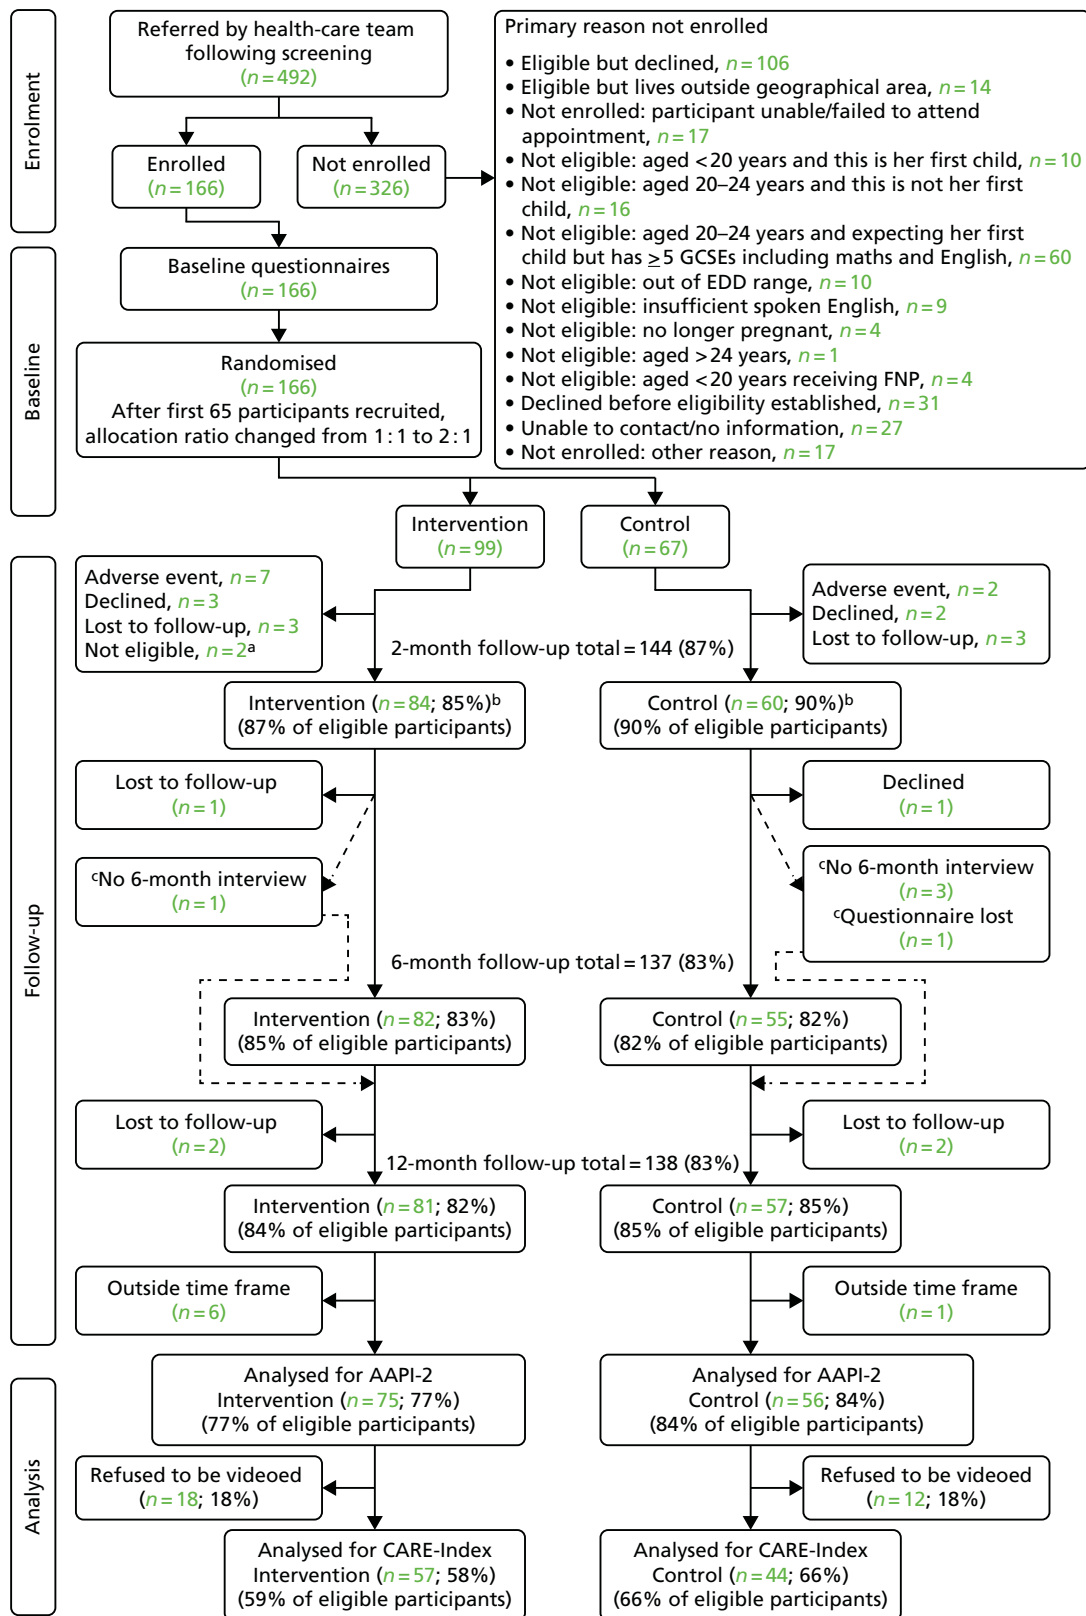 Enrolment
Referred by health-care team
following screening
(n=492)
Enrolled
(n=166)
Not enrolled
(n=326)
Primary reason not enrolled
• Eligible but declined, n=106
• Eligible but lives outside geographical area, n=14
• Not enrolled: participant unable/failed to attend
appointment, n=17
• Not eligible: aged <20 years and this is her first child, n=10
• Not eligible: aged 20–24 years and this is not her first
child, n=16
• Not eligible: aged 20–24 years and expecting her first
child but has ≥5 GCSEs including maths and English, n=60
• Not eligible: out of EDD range, n=10
• Not eligible: insufficient spoken English, n=9
• Not eligible: no longer pregnant, n=4
• Not eligible: aged >24 years, n=1
• Not eligible: aged <20 years receiving FNP, n=4
• Declined before eligibility established, n=31
• Unable to contact/no information, n=27
• Not enrolled: other reason, n=17
Baseline
Baseline questionnaires
(n=166)
Randomised
(n=166)
After first 65 participants recruited,
allocation ratio changed from 1:1 to 2:1
Intervention
(n=99)
Control
(n=67)
Follow-up
Adverse event, n=7
Declined, n=3
Lost to follow-up, n=3
Not eligible, n=2a
Adverse event, n=2
Declined, n=2
Lost to follow-up, n=3
2-month follow-up total=144 (87%)
Intervention (n=84; 85%)b
(87% of eligible participants)
Control (n=60; 90%)b
(90% of eligible participants)
Lost to follow-up
(n=1)
Declined
(n=1)
cNo 6-month interview
(n=1)
cNo 6-month interview
(n=3)
cQuestionnaire lost
(n=1)
6-month follow-up total=137 (83%)
Intervention (n=82; 83%)
(85% of eligible participants)
Control (n=55; 82%)
(82% of eligible participants)
Lost to follow-up
(n=2)
Lost to follow-up
(n=2)
12-month follow-up total=138 (83%)
Intervention (n=81; 82%)
(84% of eligible participants)
Control (n=57; 85%)
(85% of eligible participants)
Outside time frame
(n=6)
Outside time frame
(n=1)
Analysis
Analysed for AAPI-2
Intervention (n=75; 77%)
(77% of eligible participants)
Analysed for AAPI-2
Control (n=56; 84%)
(84% of eligible participants)
Refused to be videoed
(n=18; 18%)
Refused to be videoed
(n=12; 18%)
Analysed for CARE-Index
Intervention (n=57; 58%)
(59% of eligible participants)
Analysed for CARE-Index
Control (n=44; 66%)
(66% of eligible participants)